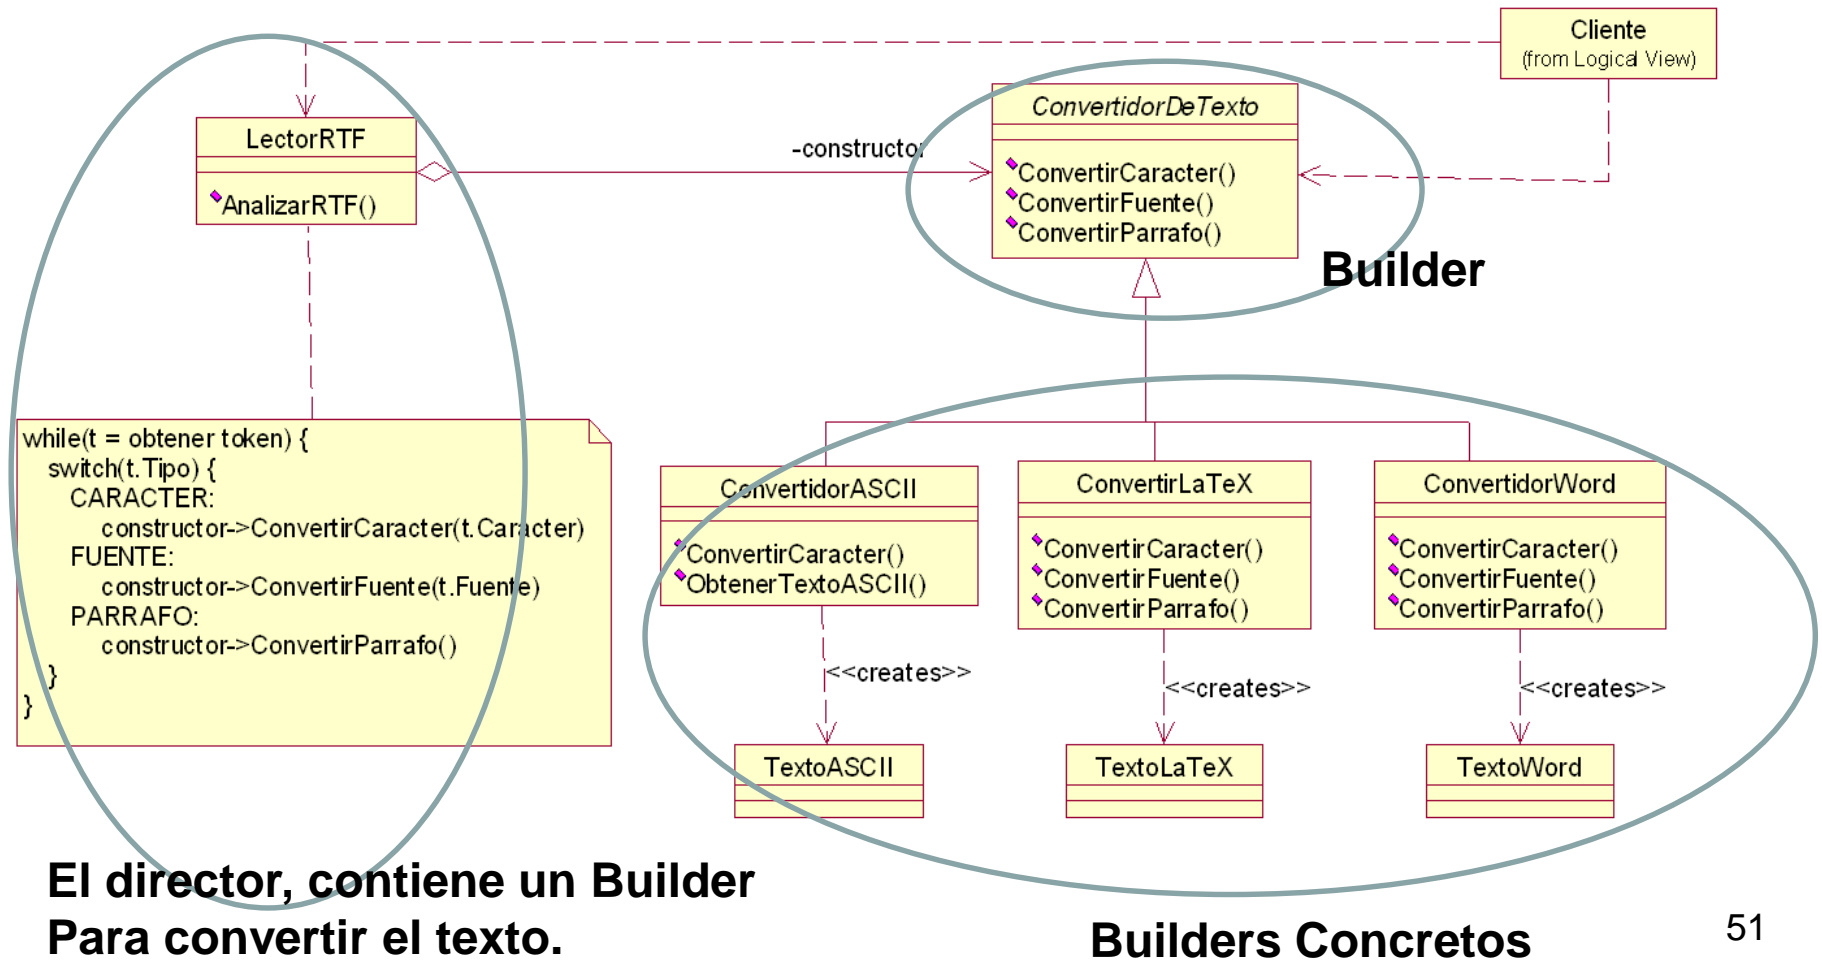 Cliente
(from Logical View)
LectorRTF
AnalizarRTF()
-constructor
ConvertidorDeTexto
ConvertirCaracter()
ConvertirFuente()
ConvertirParrafo()
Builder
while(t = obtener token) {
switch(t.Tipo) {
CARACTER:
constructor->ConvertirCaracter(t.Caracter)
FUENTE:
constructor->ConvertirFuente(t.Fuente)
PARRAFO:
constructor->ConvertirParrafo()
}
}
ConvertidorASCII
ConvertirCaracter()
ObtenerTextoASCII()
<<creates>>
TextoASCII
ConvertirLaTeX
ConvertirCaracter()
ConvertirFuente()
ConvertirParrafo()
<<creates>>
TextoLaTeX
ConvertidorWord
ConvertirCaracter()
ConvertirFuente()
ConvertirParrafo()
<<creates>>
TextoWord
El director, contiene un Builder
Para convertir el texto.
Builders Concretos
51